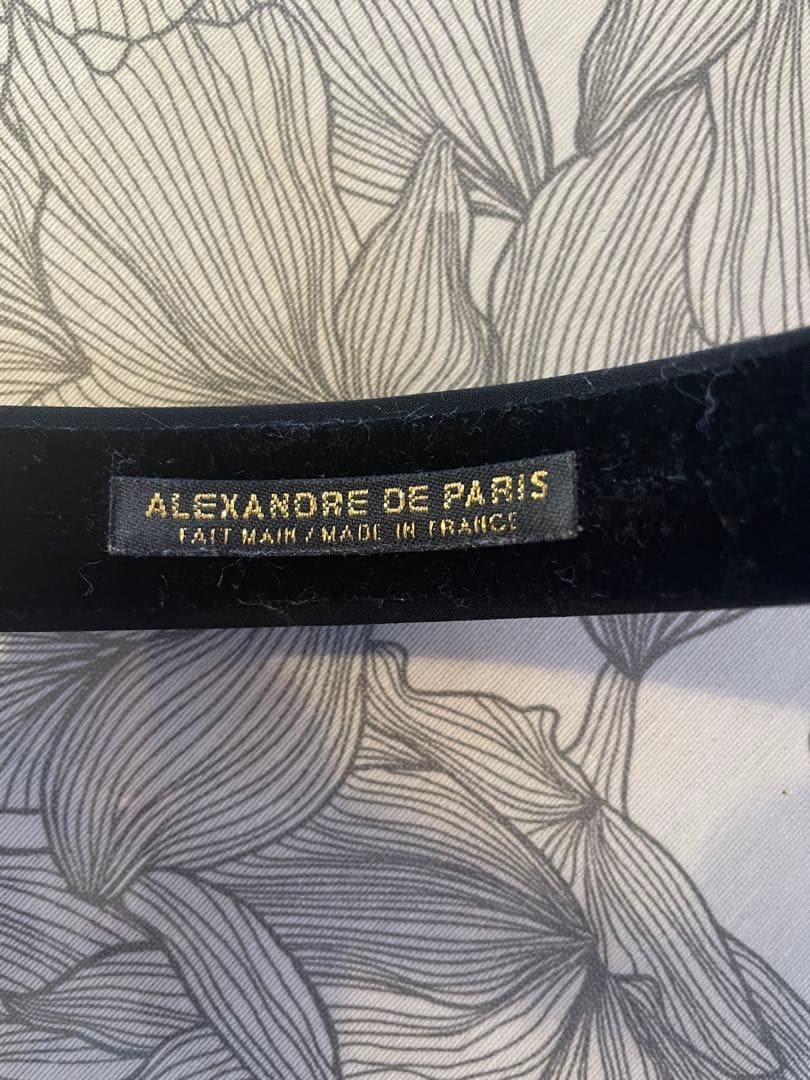 ALEXANDRE DE PARIS
FAIT MAIN / MADE IN FRANCE